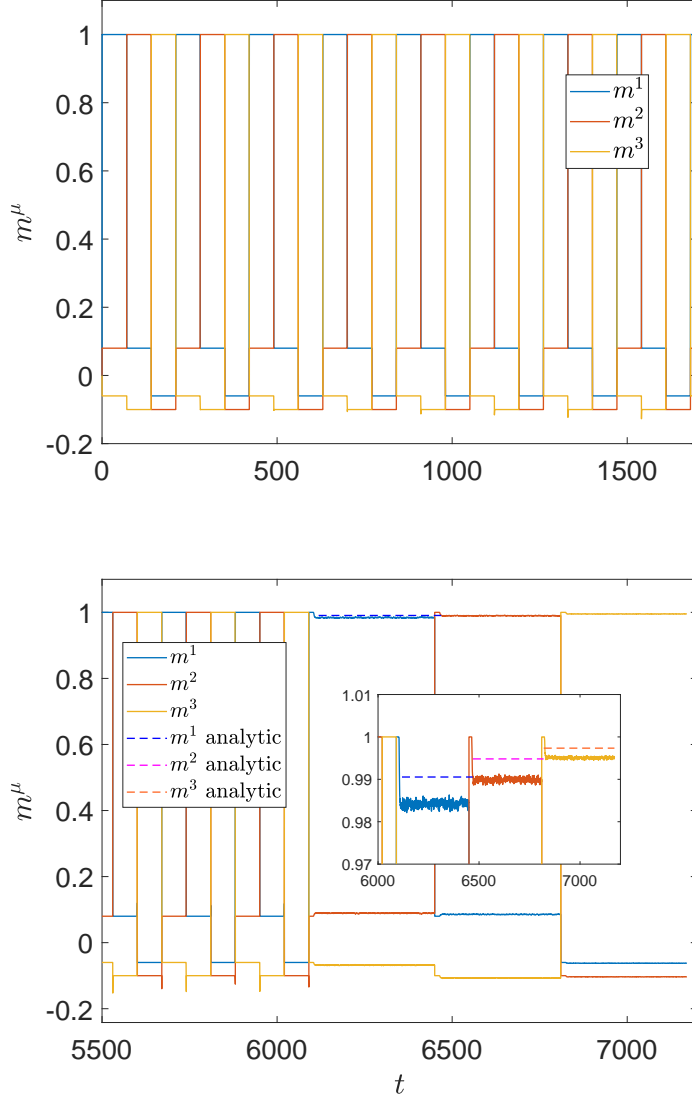 1
0.8
0.6
0.4
0.2
0
-0.2
m^μ
m^1
m^2
m^3
0 500 1000 1500
1
0.8
0.6
0.4
0.2
0
-0.2
m^μ
m^1
m^2
m^3
m^1 analytic
m^2 analytic
m^3 analytic
1.01
1
0.99
0.98
0.97
6000 6500 7000
5500 6000 6500 7000
t